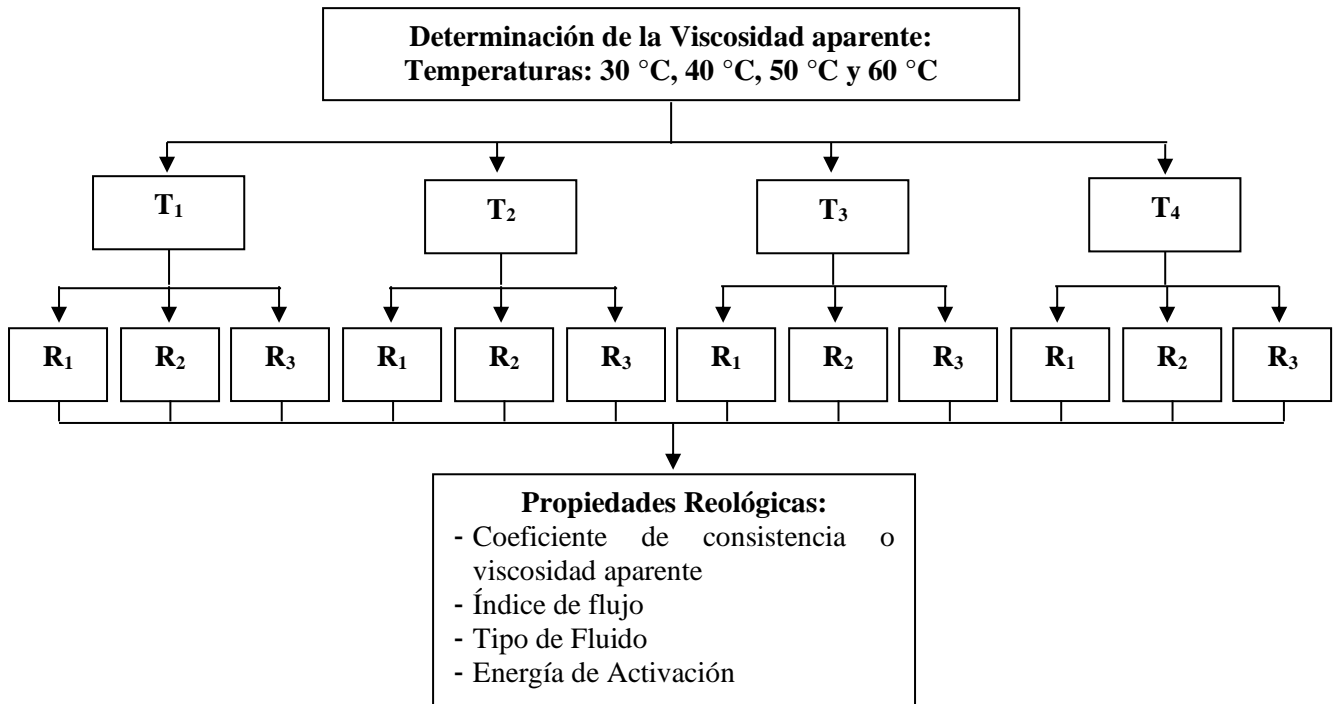 Determinación de la Viscosidad aparente:
Temperaturas: 30 °C, 40 °C, 50 °C y 60 °C
T₁ T₂ T₃ T₄
R₁ R₂ R₃ R₁ R₂ R₃ R₁ R₂ R₃ R₁ R₂ R₃
Propiedades Reológicas:
- Coeficiente de consistencia o
viscosidad aparente
- Índice de flujo
- Tipo de Fluido
- Energía de Activación